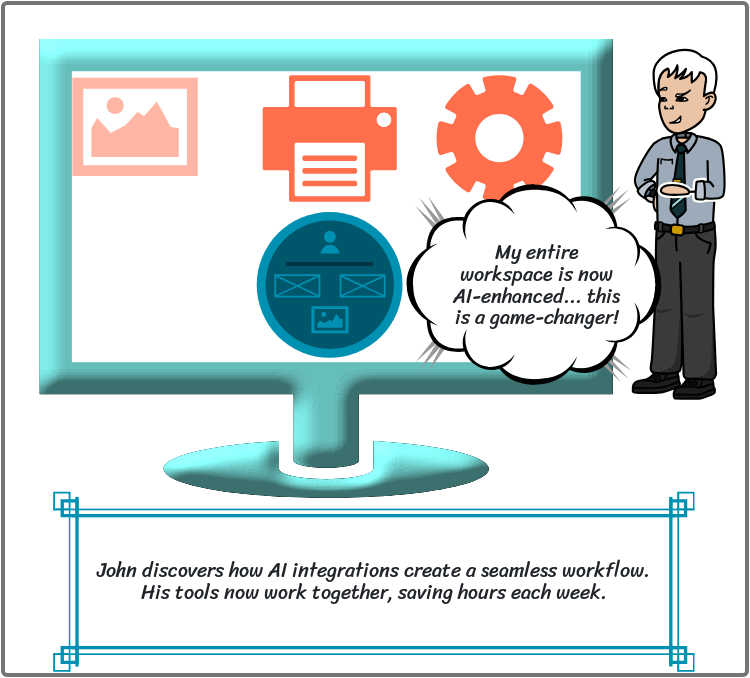 My entire
workspace is now
AI-enhanced... this
is a game-changer!
John discovers how AI integrations create a seamless workflow.
His tools now work together, saving hours each week.